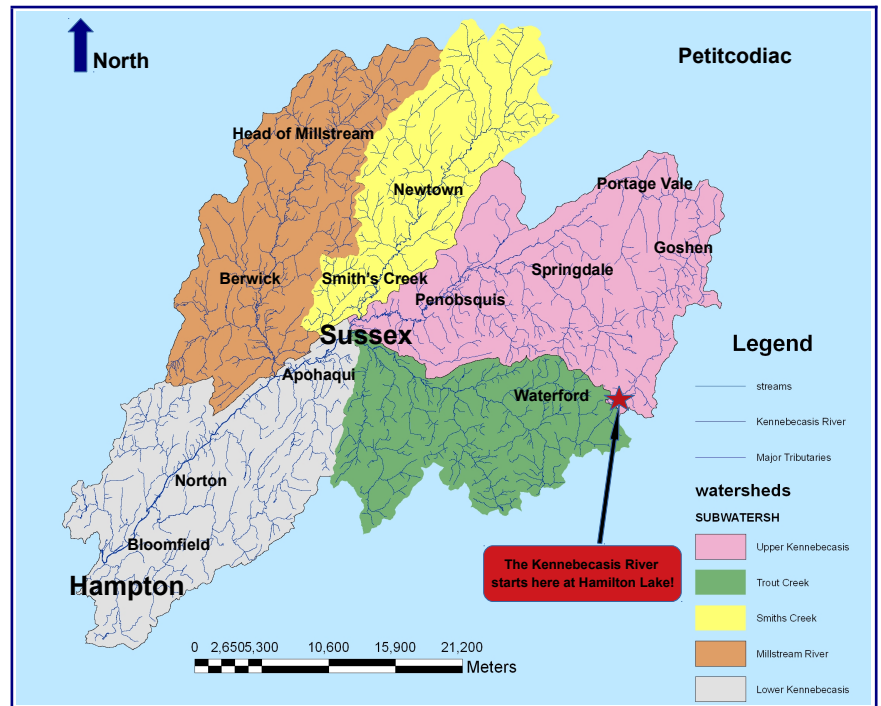 North
Petitcodiac
Head of Millstream
Newtown
Portage Vale
Goshen
Springdale
Berwick
Smith's Creek
Penobsquis
Sussex
Apohaqui
Waterford
Norton
Bloomfield
Hampton
The Kennebecasis River
starts here at Hamilton Lake!
0 2,650 5,300 10,600 15,900 21,200
Meters
Legend
streams
Kennebecasis River
Major Tributaries
watersheds
SUBWATERSH
Upper Kennebecasis
Trout Creek
Smiths Creek
Millstream River
Lower Kennebecasis